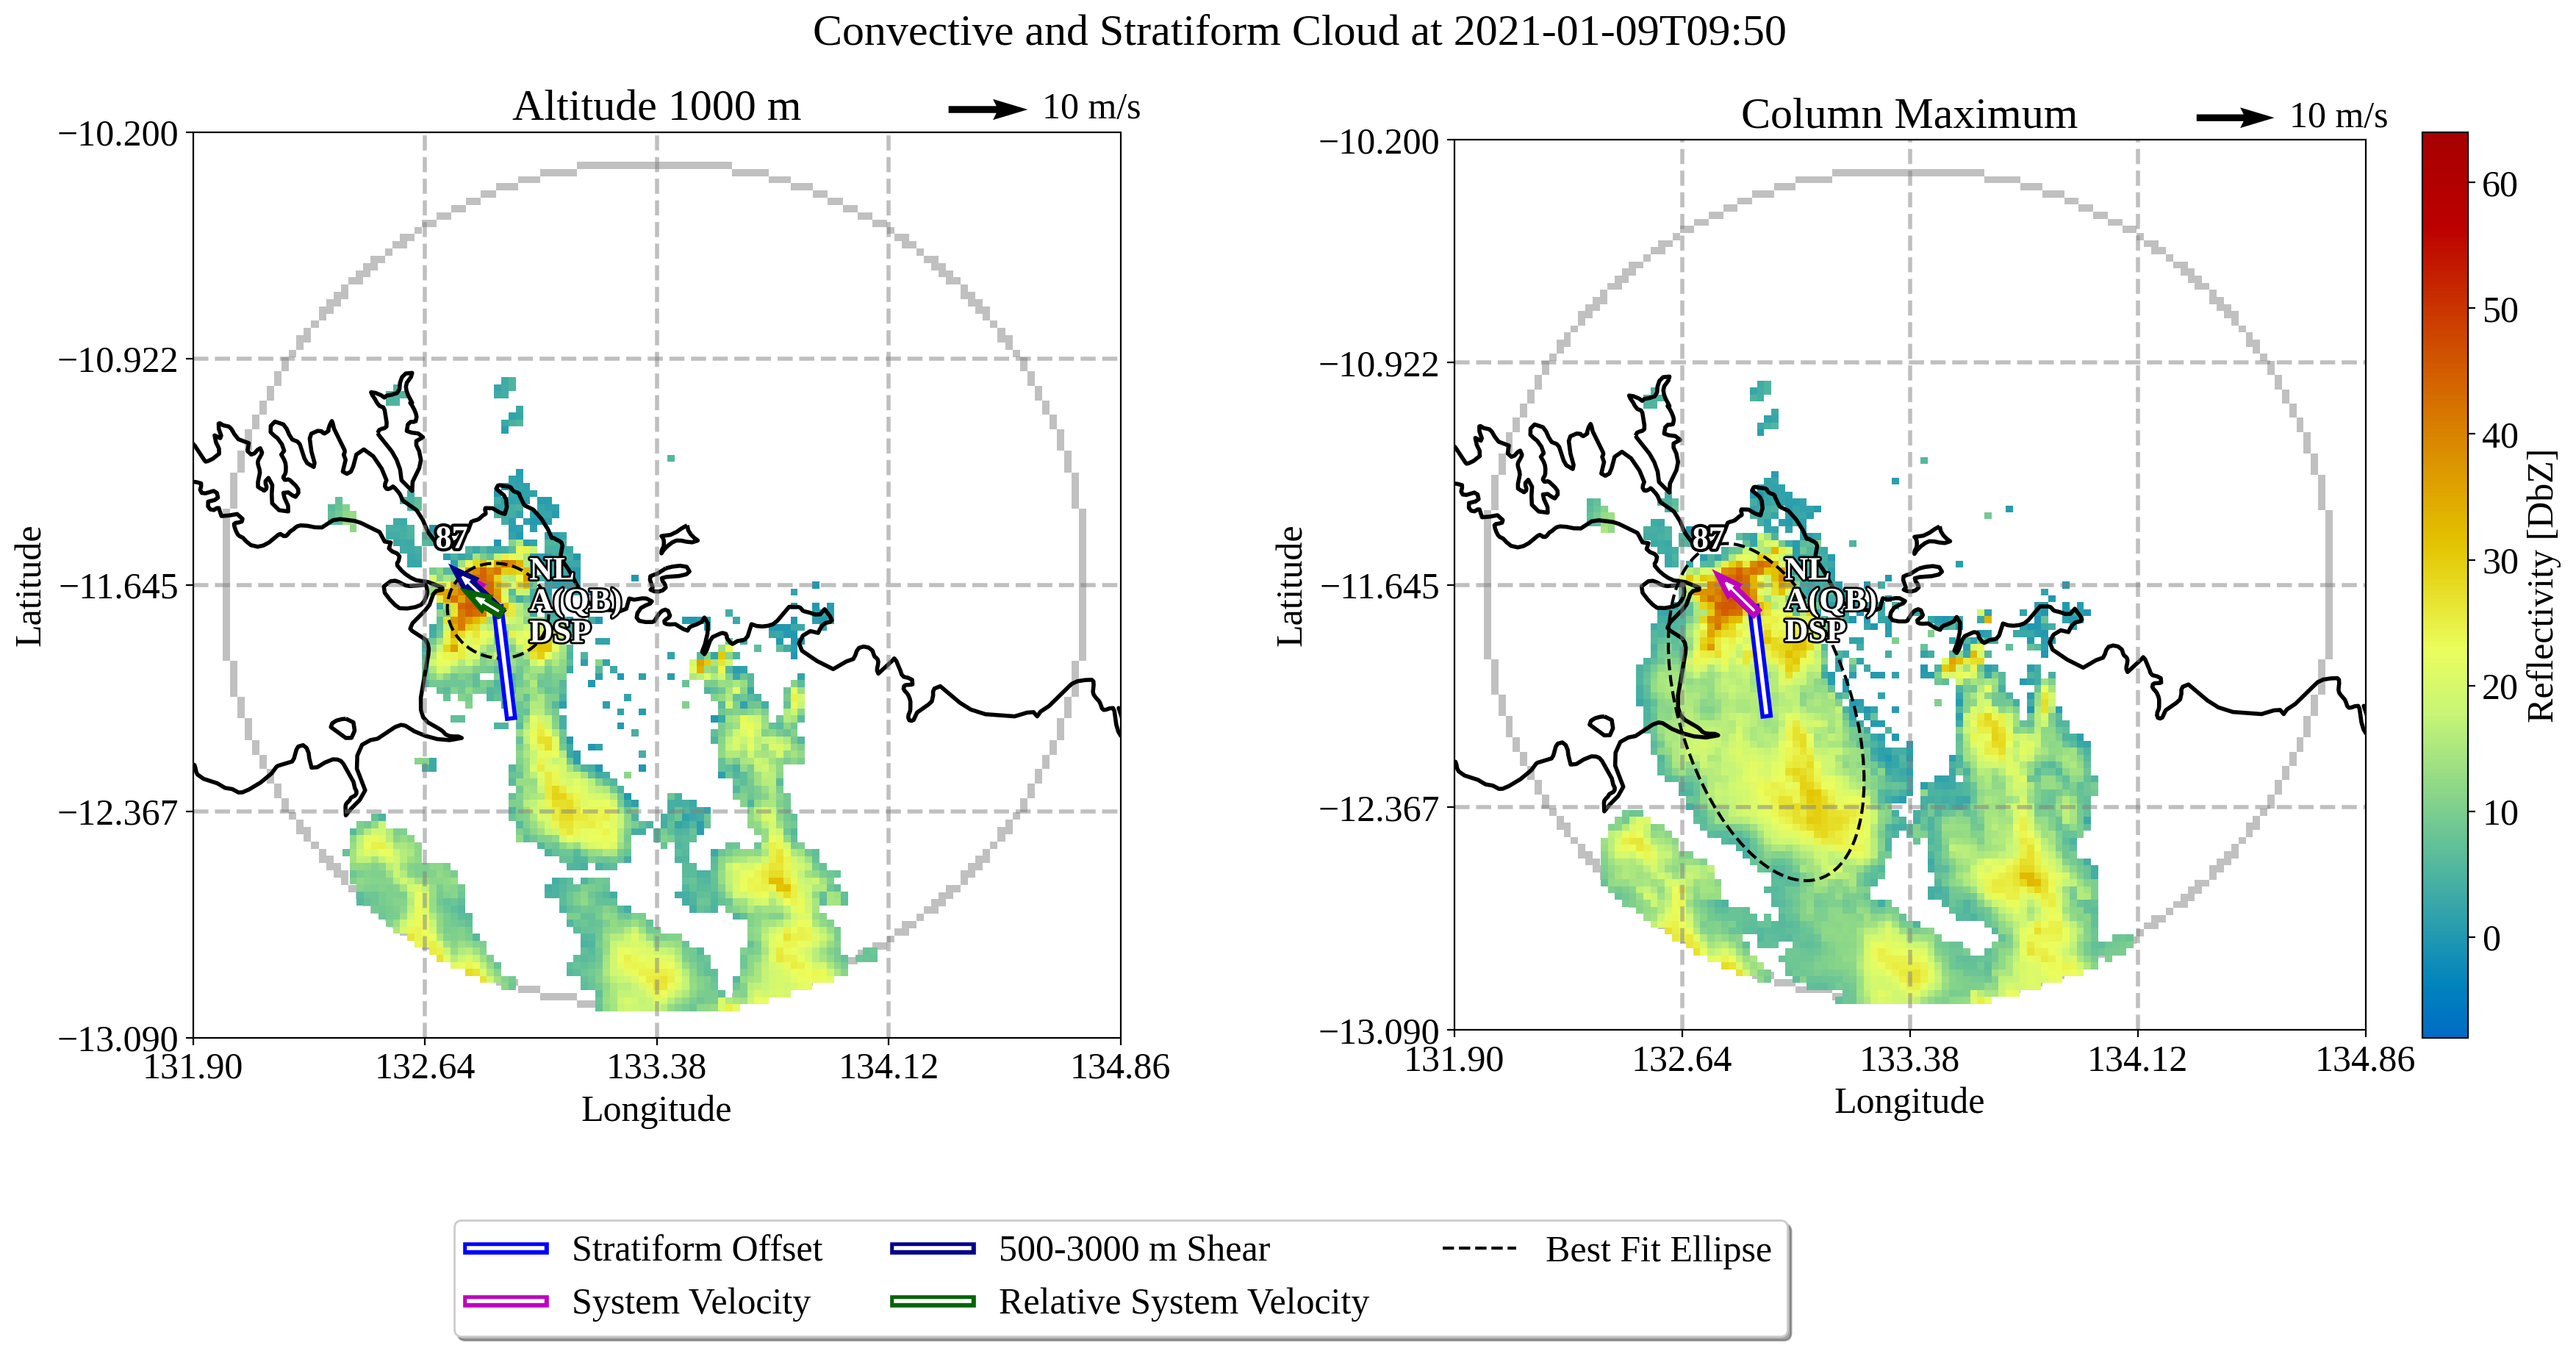 Convective and Stratiform Cloud at 2021-01-09T09:50
Altitude 1000 m
10 m/s
−10.200
−10.922
−11.645
−12.367
−13.090
Latitude
87
NL
A(QB)
DSP
131.90
132.64
133.38
134.12
134.86
Longitude
Column Maximum
10 m/s
−10.200
−10.922
−11.645
−12.367
−13.090
Latitude
87
NL
A(QB)
DSP
131.90
132.64
133.38
134.12
134.86
Longitude
60
50
40
30
20
10
0
Reflectivity [DbZ]
Stratiform Offset
System Velocity
500-3000 m Shear
Relative System Velocity
Best Fit Ellipse